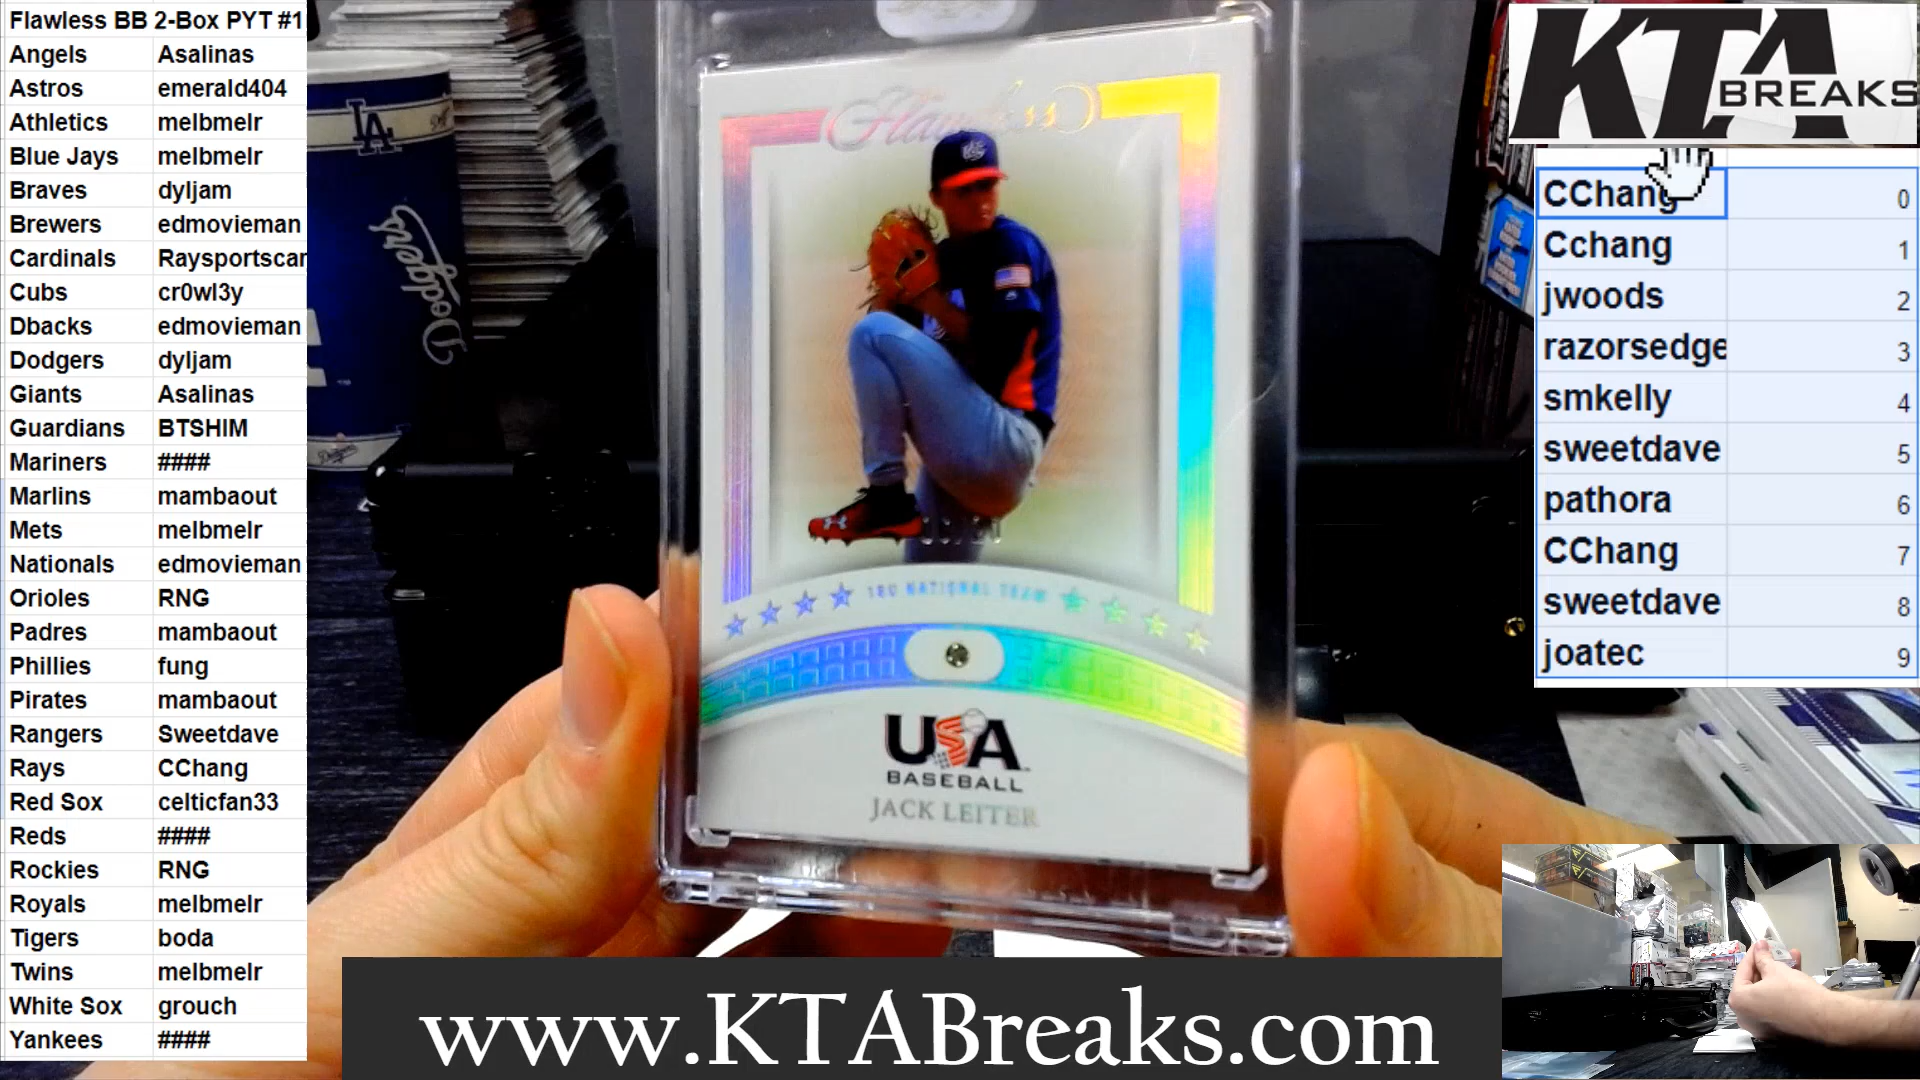 Flawless BB 2-Box PYT #1
Angels Asalinas
Astros emerald404
Athletics melbmelr
Blue Jays melbmelr
Braves dyljam
Brewers edmovieman
Cardinals Raysportscar
Cubs cr0wl3y
Dbacks edmovieman
Dodgers dyljam
Giants Asalinas
Guardians BTSHIM
Mariners ####
Marlins mambaout
Mets melbmelr
Nationals edmovieman
Orioles RNG
Padres mambaout
Phillies fung
Pirates mambaout
Rangers Sweetdave
Rays CChang
Red Sox celticfan33
Reds ####
Rockies RNG
Royals melbmelr
Tigers boda
Twins melbmelr
White Sox grouch
Yankees ####
LA
Dodgers
Flawless
18U NATIONAL TEAM
USA
BASEBALL
JACK LEITER
www.KTABreaks.com
KTA
BREAKS
CChang 0
Cchang 1
jwoods 2
razorsedge 3
smkelly 4
sweetdave 5
pathora 6
CChang 7
sweetdave 8
joatec 9